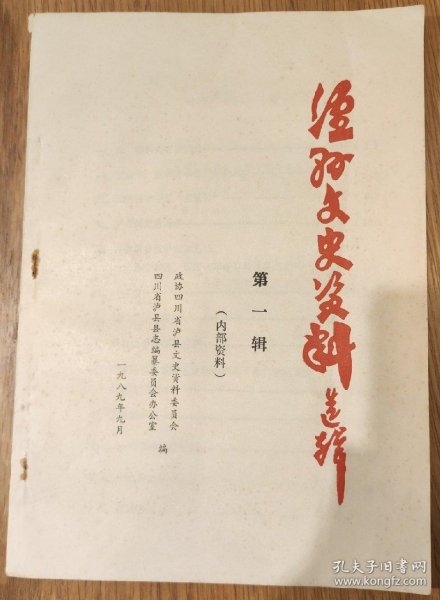 瀘縣文史资料选辑
第一辑
（内部资料）
政协四川省泸县文史资料委员会
四川省泸县县志编纂委员会办公室
编
一九八九年九月
孔夫子旧书网
book.kongfz.com